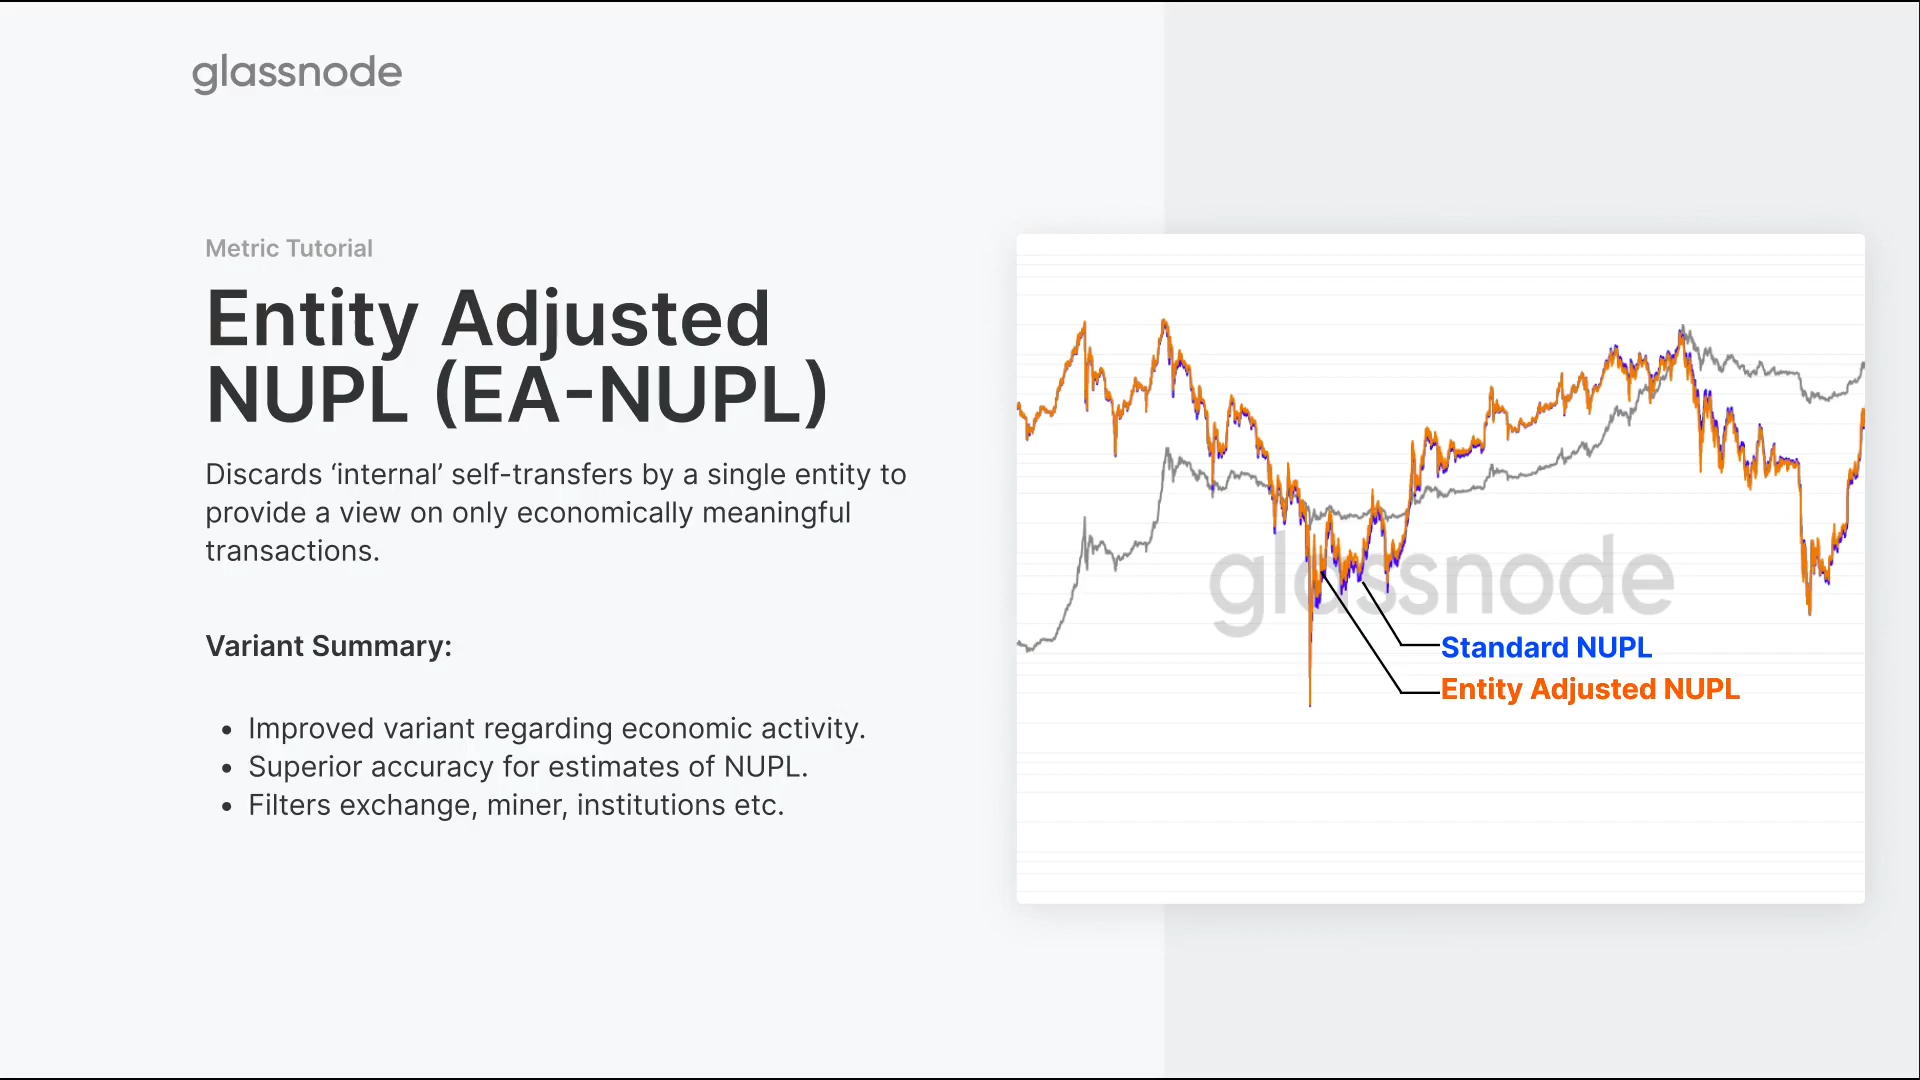 glassnode
Metric Tutorial
Entity Adjusted
NUPL (EA-NUPL)
Discards ‘internal’ self-transfers by a single entity to
provide a view on only economically meaningful
transactions.
Variant Summary:
• Improved variant regarding economic activity.
• Superior accuracy for estimates of NUPL.
• Filters exchange, miner, institutions etc.
glassnode
Standard NUPL
Entity Adjusted NUPL